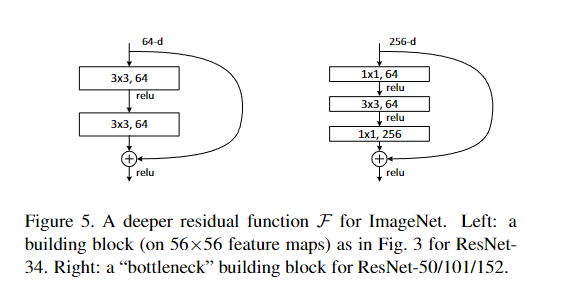 64-d
3x3, 64
relu
3x3, 64
+
relu
256-d
1x1, 64
relu
3x3, 64
relu
1x1, 256
+
relu
Figure 5. A deeper residual function F for ImageNet. Left: a
building block (on 56×56 feature maps) as in Fig. 3 for ResNet-
34. Right: a “bottleneck” building block for ResNet-50/101/152.